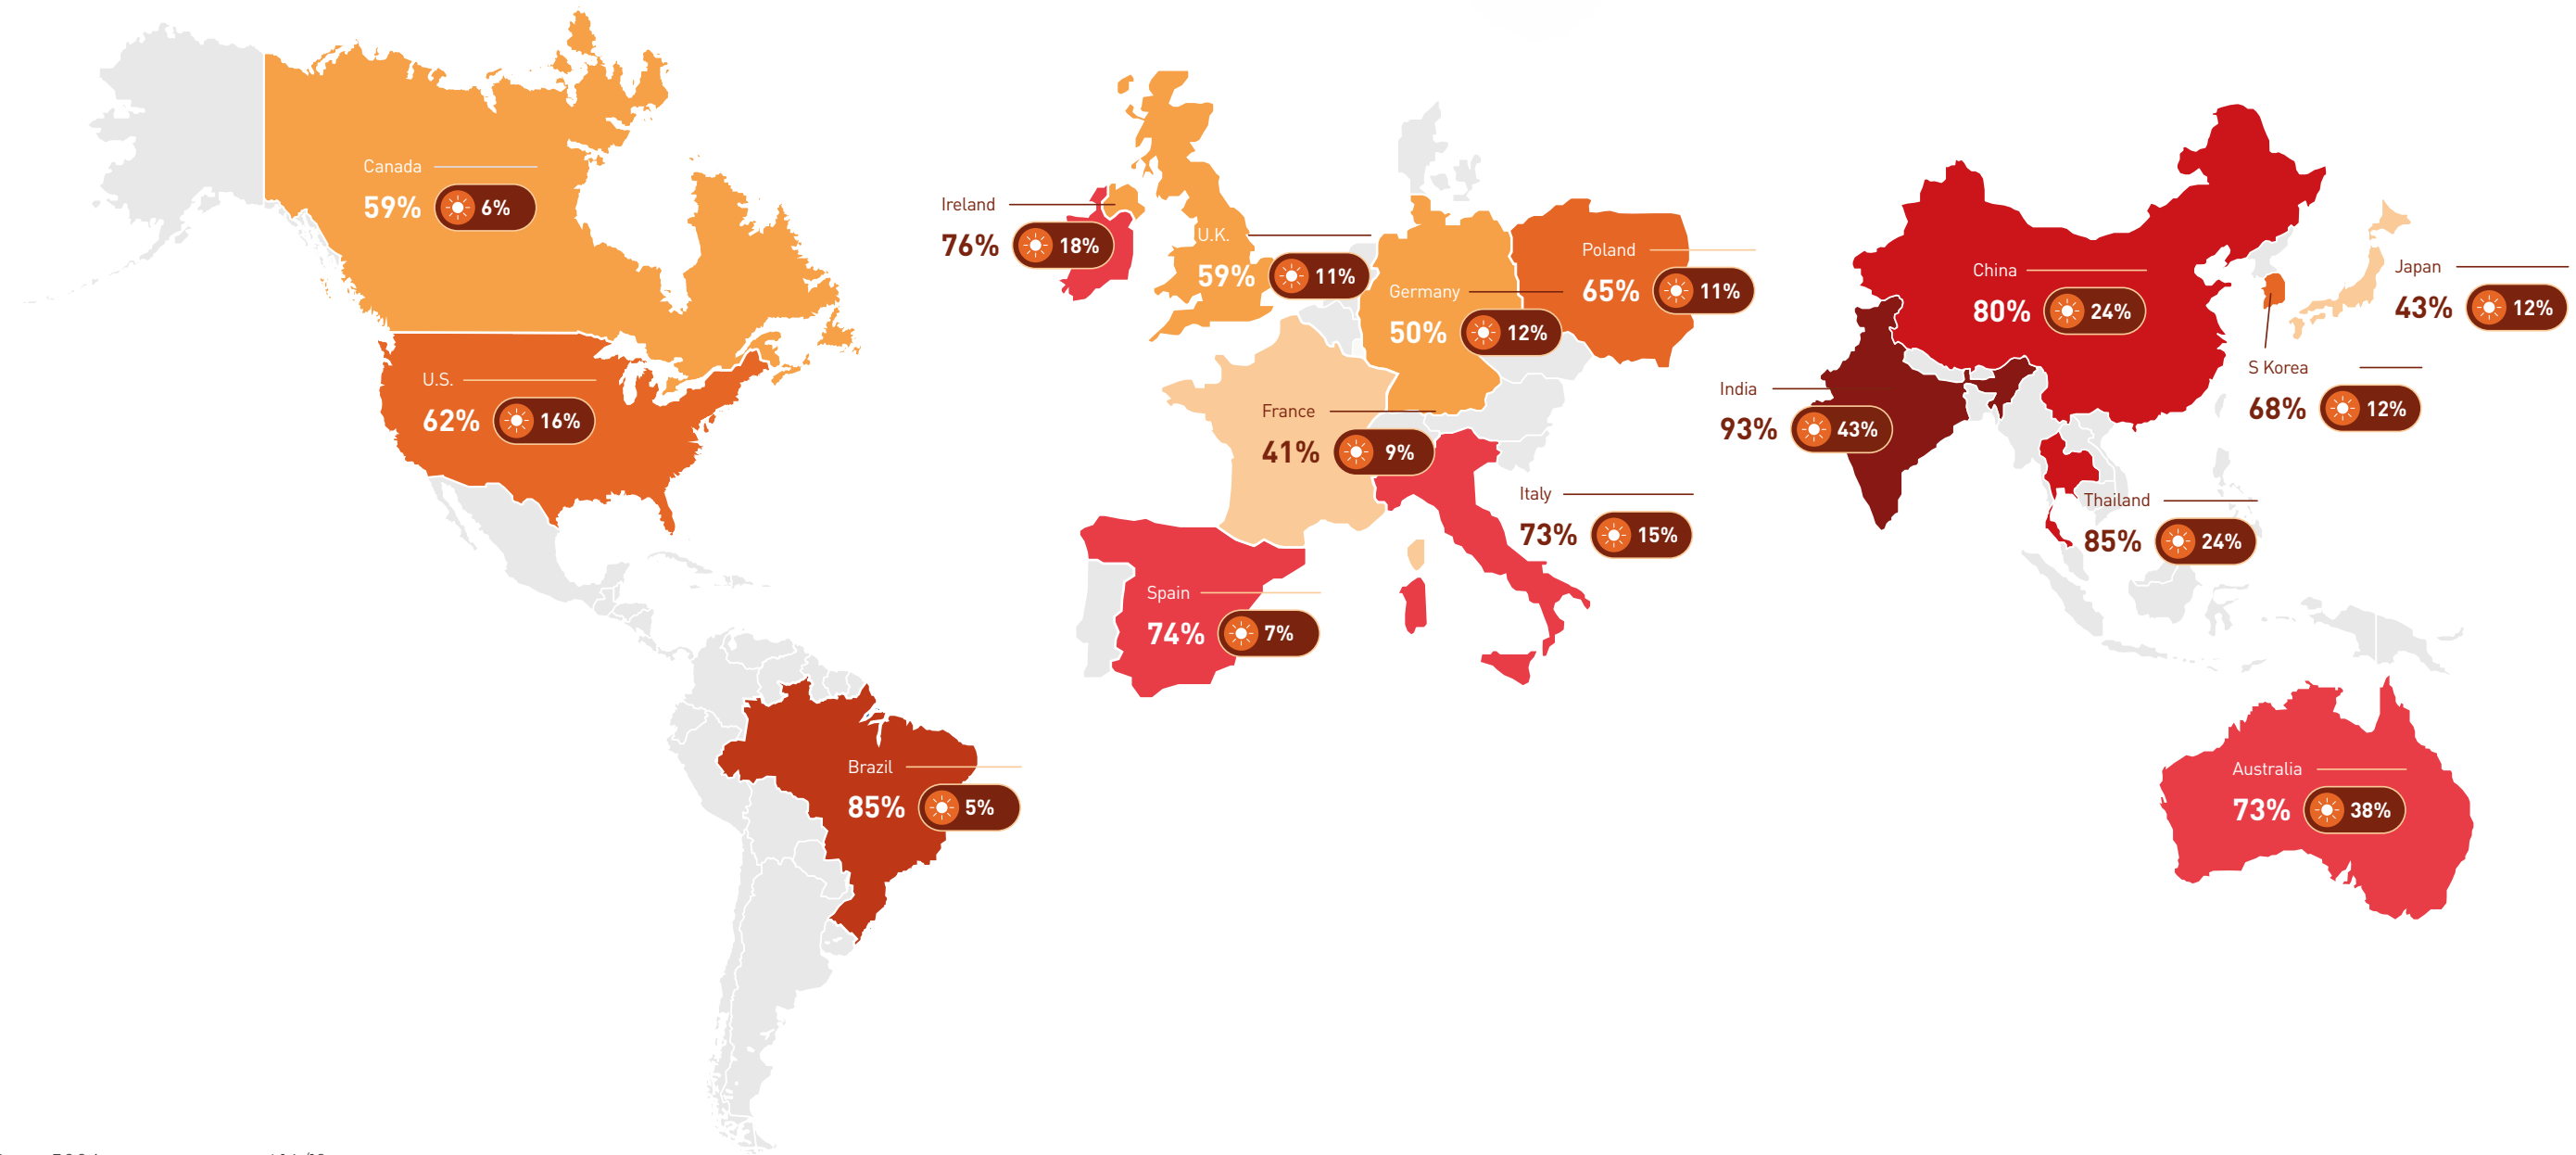 Canada
59% 6%
U.S.
62% 16%
Brazil
85% 5%
Ireland
76% 18%
U.K.
59% 11%
Germany
50% 12%
Poland
65% 11%
France
41% 9%
Italy
73% 15%
Spain
74% 7%
China
80% 24%
Japan
43% 12%
S Korea
68% 12%
India
93% 43%
Thailand
85% 24%
Australia
73% 38%